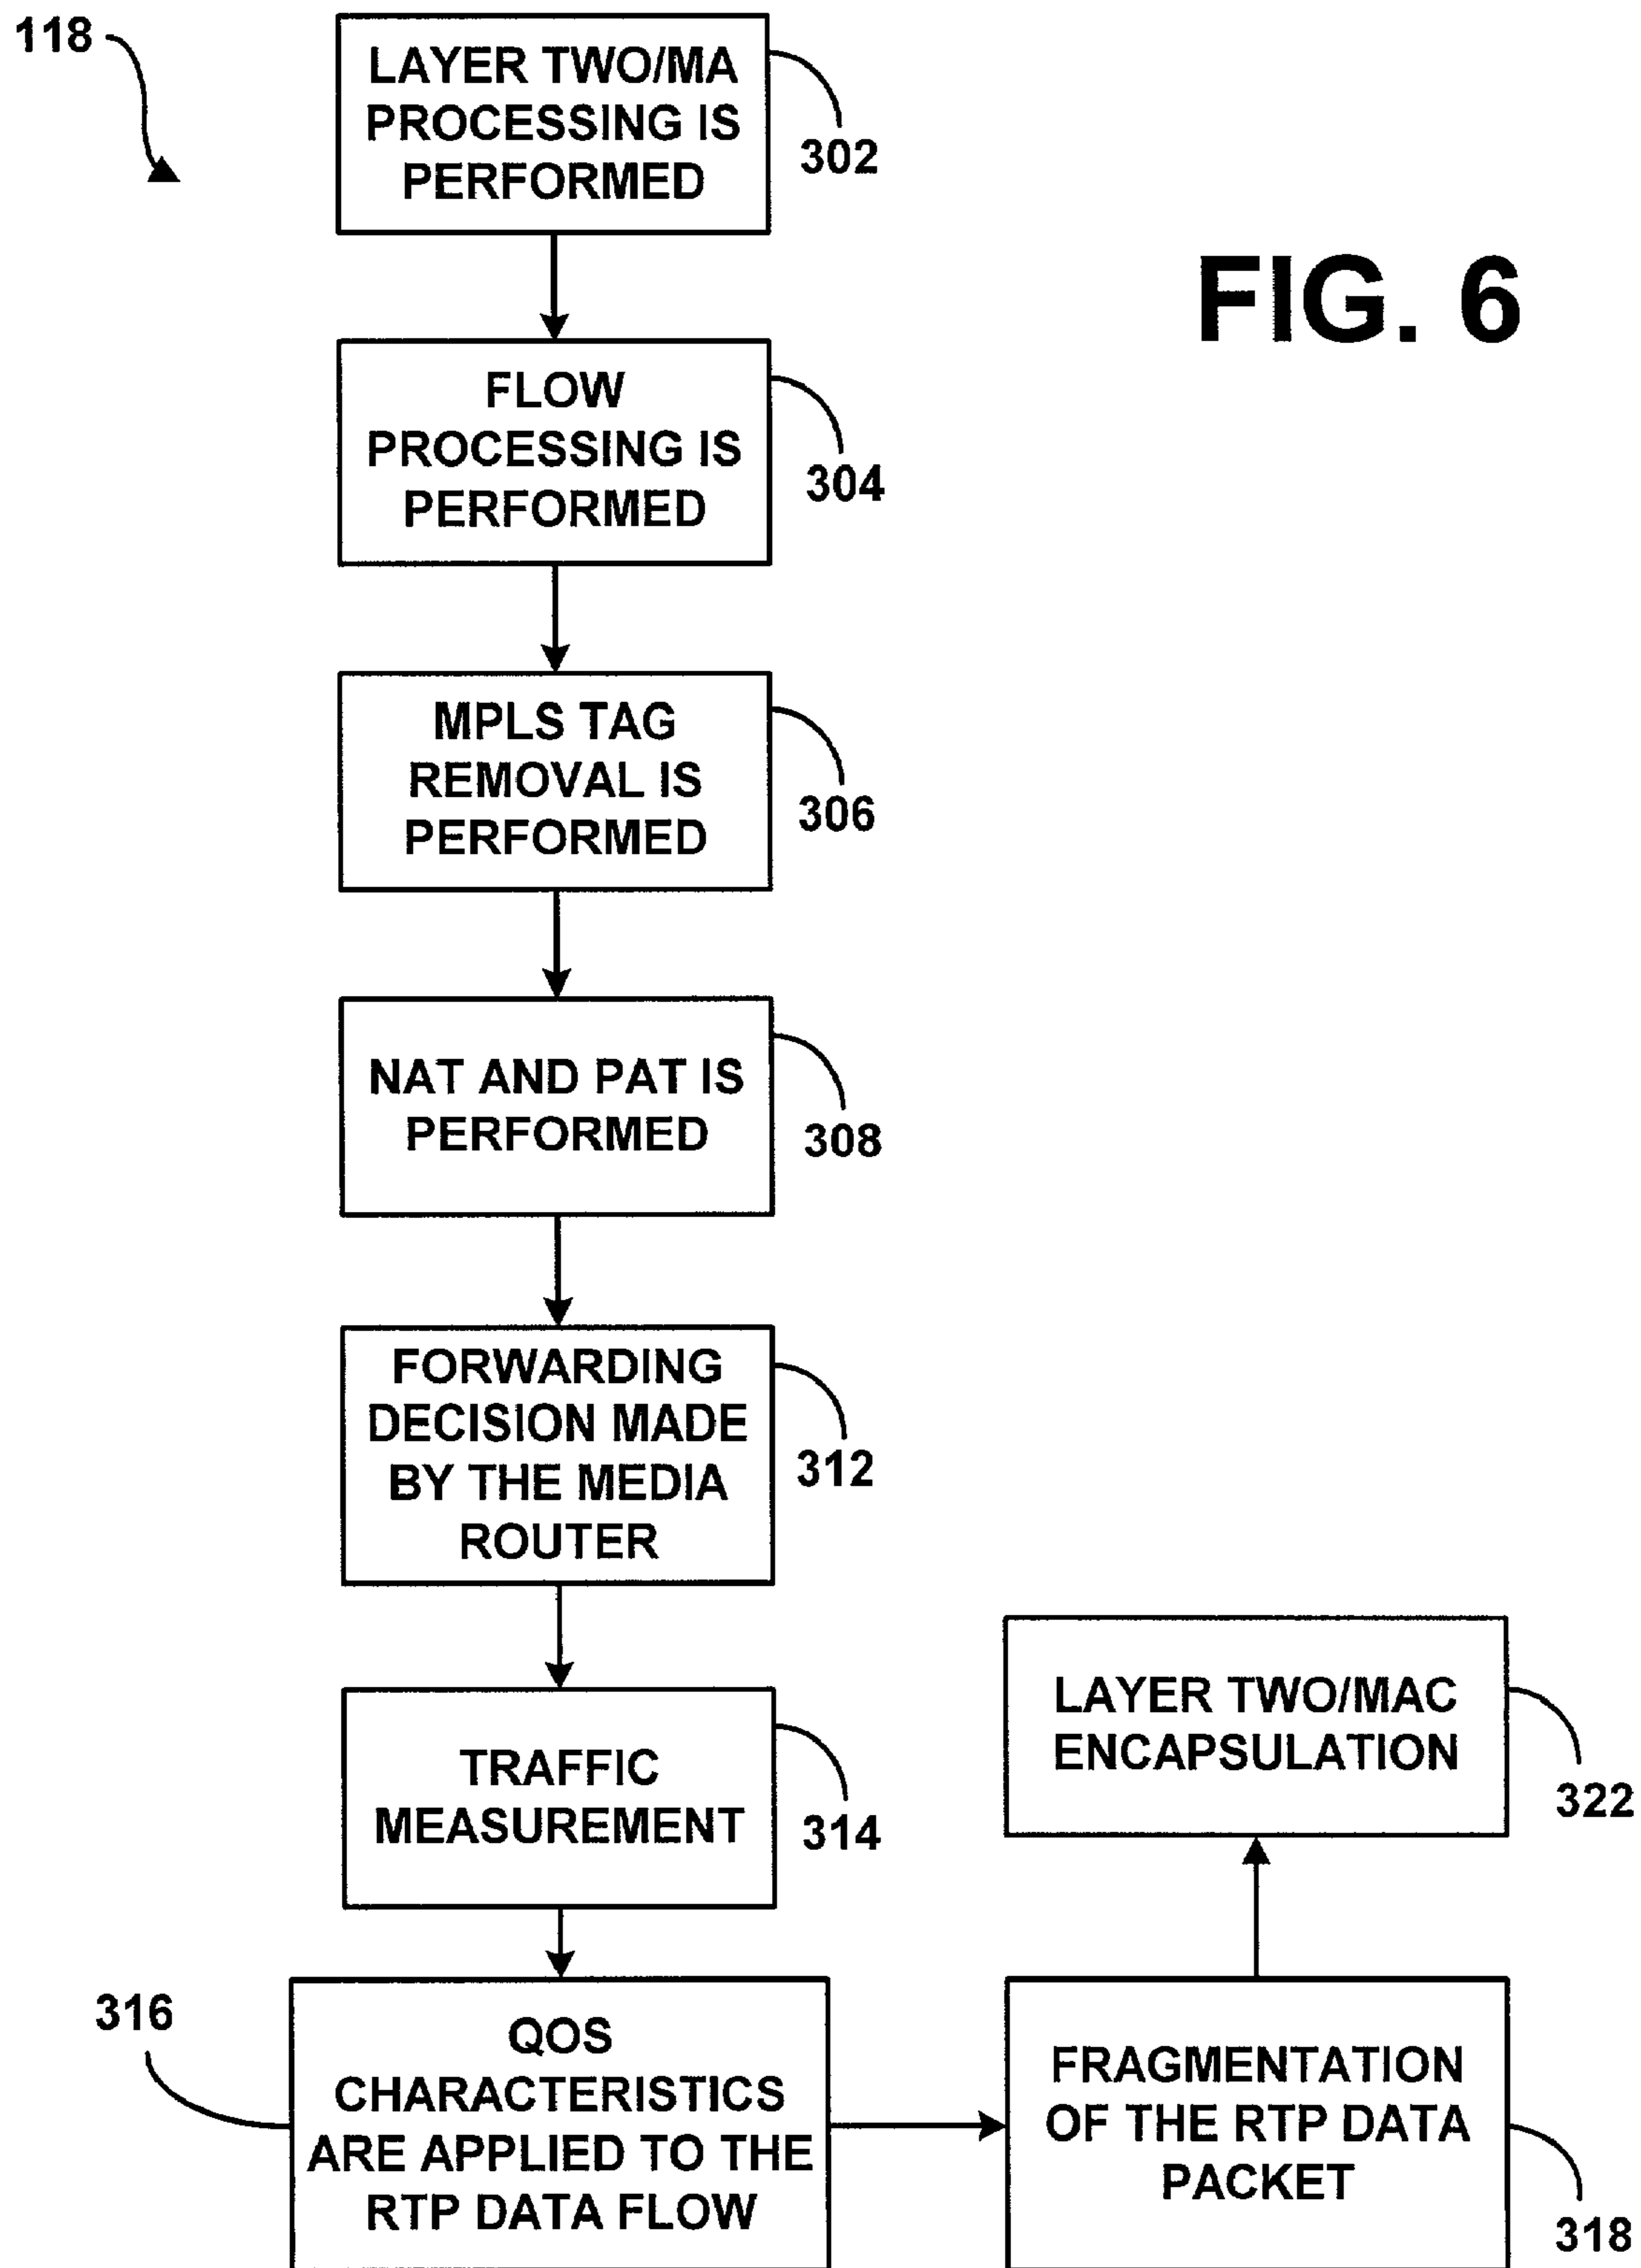 118
LAYER TWO/MA
PROCESSING IS
PERFORMED
302
FIG. 6
FLOW
PROCESSING IS
PERFORMED
304
MPLS TAG
REMOVAL IS
PERFORMED
306
NAT AND PAT IS
PERFORMED
308
FORWARDING
DECISION MADE
BY THE MEDIA
ROUTER
312
TRAFFIC
MEASUREMENT
314
316
QOS
CHARACTERISTICS
ARE APPLIED TO THE
RTP DATA FLOW
FRAGMENTATION
OF THE RTP DATA
PACKET
318
LAYER TWO/MAC
ENCAPSULATION
322